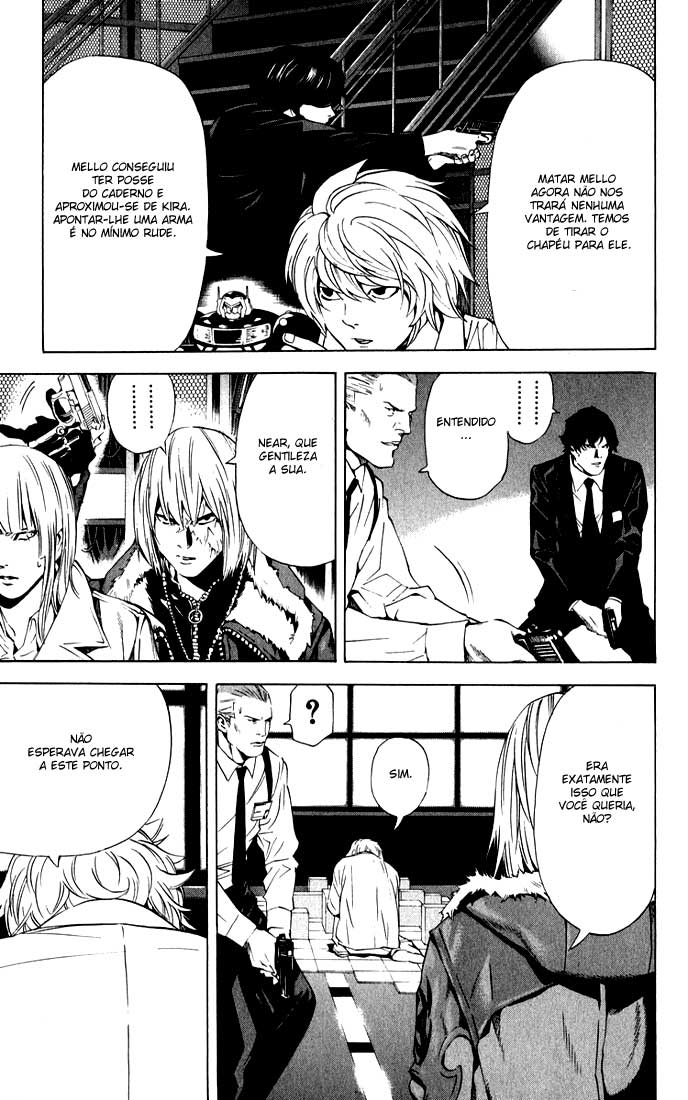 MATAR MELLO
AGORA NÃO NOS
TRARÁ NENHUMA
VANTAGEM. TEMOS
DE TIRAR O
CHAPÉU PARA ELE.
MELLO CONSEGUIU
TER POSSE
DO CADERNO E
APROXIMOU-SE DE KIRA.
APONTAR-LHE UMA ARMA
É NO MÍNIMO RUDE.
......
ENTENDIDO
...
NEAR, QUE
GENTILEZA
A SUA.
......
ERA
EXATAMENTE
ISSO QUE
VOCÊ QUERIA,
NÃO?
SIM.
?
NÃO
ESPERAVA CHEGAR
A ESTE PONTO.